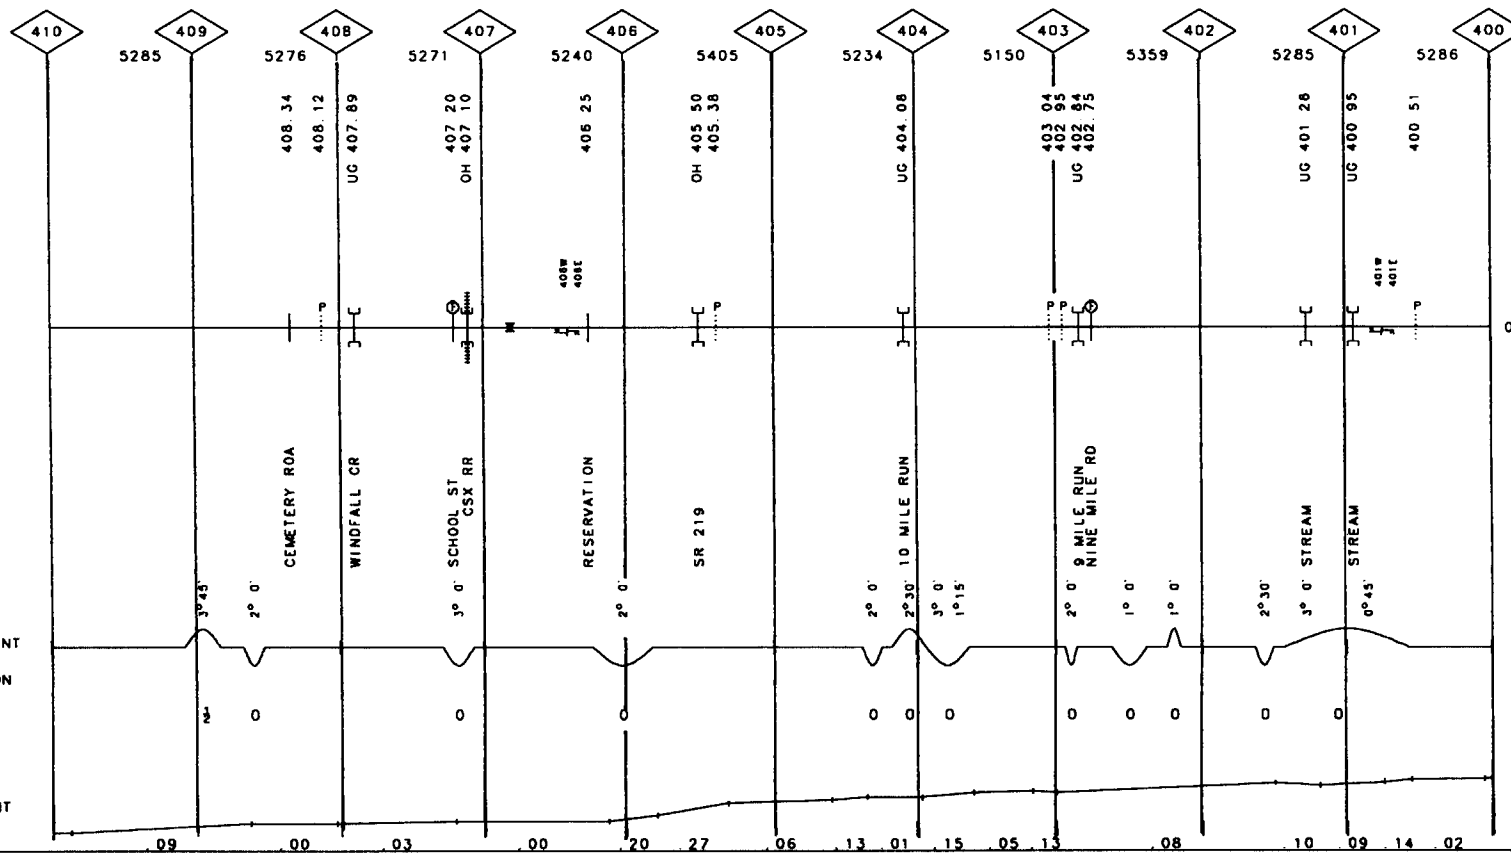 410 409 408 407 406 405 404 403 402 401 400
5285 5276 5271 5240 5405 5234 5150 5359 5285 5286
408.34
408.12
UG 407.89
407 20
OH 407 10
406 25
OH 405 50
405.38
UG 404.08
403 04
402 95
UG 402 84
402.75
UG 401 28
UG 400 95
400 51
406W
406E
401W
401E
P
P
P P
P
CEMETERY ROA
WINDFALL CR
SCHOOL ST
CSX RR
RESERVATION
SR 219
10 MILE RUN
9 MILE RUN
NINE MILE RD
STREAM
STREAM
3° 45'
2° 0'
3° 0'
2° 0'
2° 0'
2° 30'
3° 0'
1° 15'
2° 0'
1° 0'
1° 0'
2° 30'
3° 0'
0° 45'
NT
ON
½ 0 0 0 0 0 0 0 0 0 0 0
NT
.09 .00 .03 .00 .20 .27 .06 .13 .01 .15 .05 .13 .08 .10 .09 .14 .02